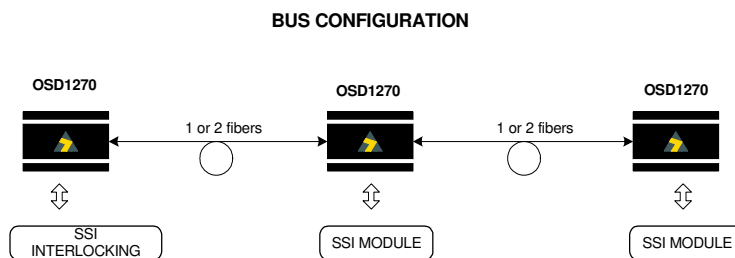 BUS CONFIGURATION
OSD1270
OSD1270
OSD1270
1 or 2 fibers
1 or 2 fibers
SSI
INTERLOCKING
SSI MODULE
SSI MODULE